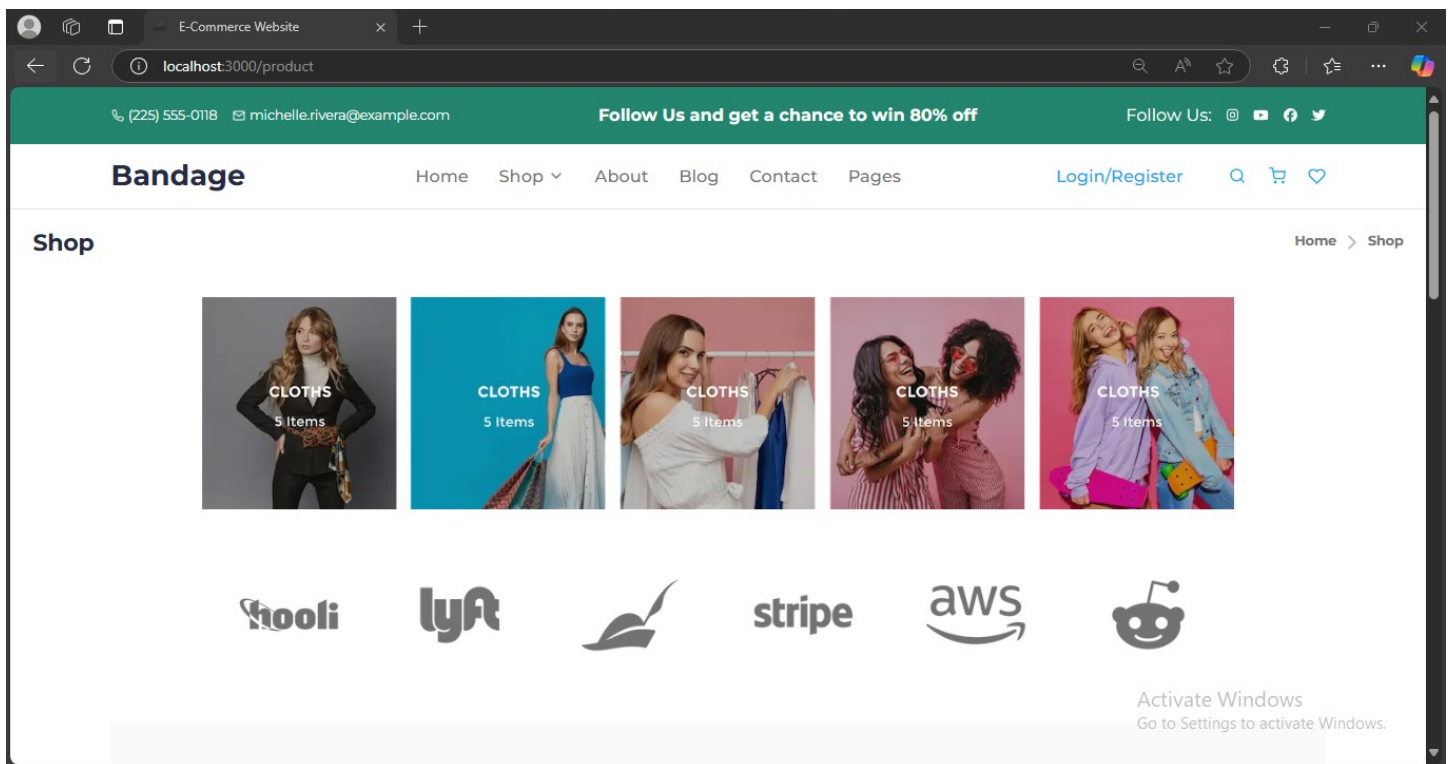 E-Commerce Website
localhost:3000/product
(225) 555-0118 michelle.rivera@example.com Follow Us and get a chance to win 80% off Follow Us:
Bandage Home Shop About Blog Contact Pages Login/Register
Shop Home > Shop
CLOTHS CLOTHS CLOTHS CLOTHS CLOTHS
5 Items 5 Items 5 Items 5 Items 5 Items
hooli lyft stripe aws
Activate Windows
Go to Settings to activate Windows.